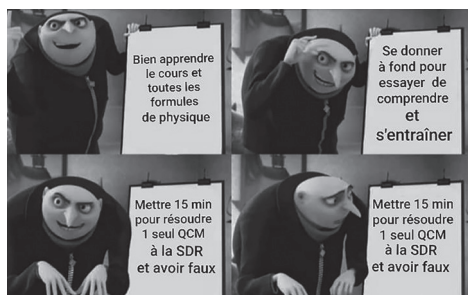 Bien apprendre
le cours et
toutes les
formules
de physique
Se donner
à fond pour
essayer de
comprendre
et
s'entraîner
Mettre 15 min
pour résoudre
1 seul QCM
à la SDR
et avoir faux
Mettre 15 min
pour résoudre
1 seul QCM
à la SDR
et avoir faux